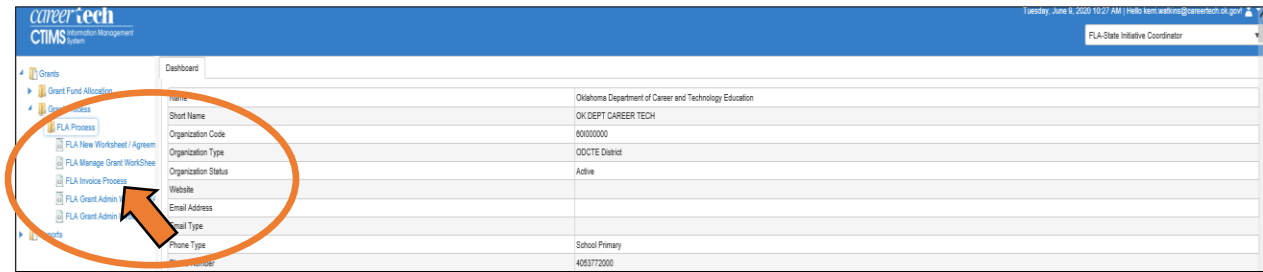 careertech
CTIMS Information Management System
Tuesday, June 9, 2020 10:27 AM | Hello kem.watkins@careertech.ok.gov!
FLA-State Initiative Coordinator
Grants
Grant Fund Allocation
FLA Process
FLA New Worksheet / Agreem
FLA Manage Grant WorkShee
FLA Invoice Process
FLA Grant Admin
FLA Grant Admin
Dashboard
Name Oklahoma Department of Career and Technology Education
Short Name OK DEPT CAREER TECH
Organization Code 60I000000
Organization Type ODCTE District
Organization Status Active
Website
Email Address
Email Type
Phone Type School Primary
Phone Number 4053772000